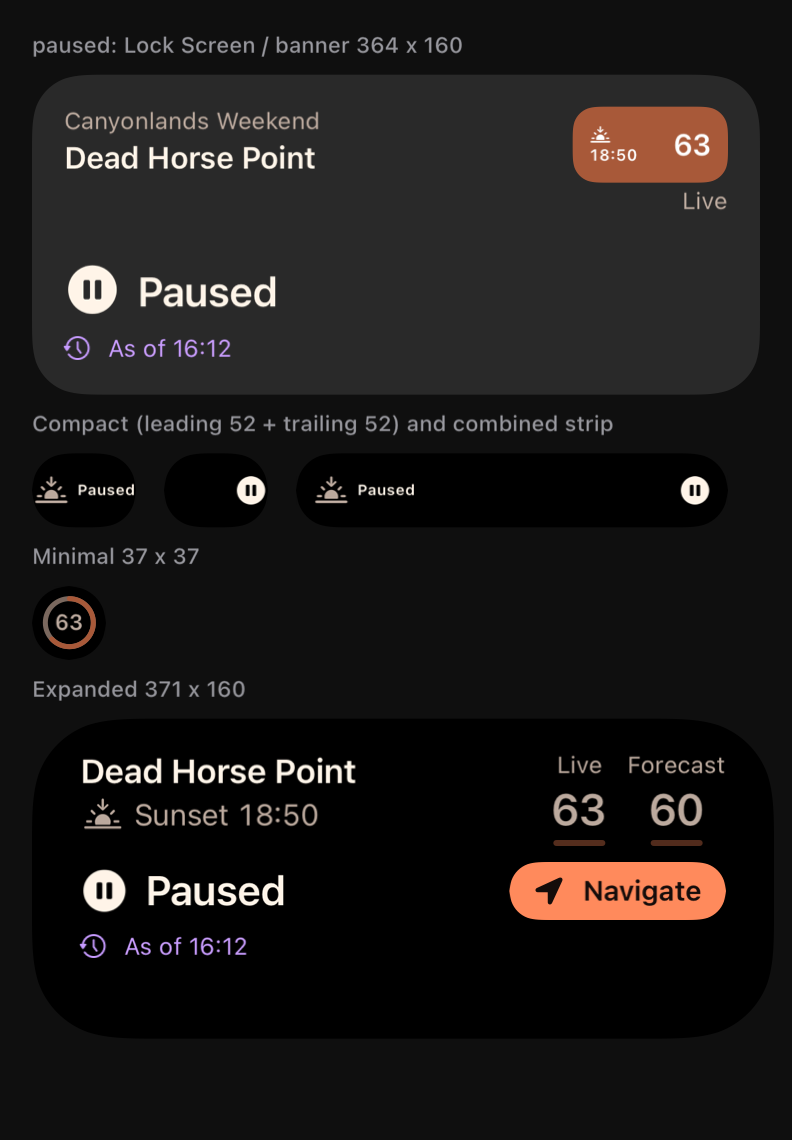 paused: Lock Screen / banner 364 x 160
Canyonlands Weekend
Dead Horse Point
18:50
63
Live
Paused
As of 16:12
Compact (leading 52 + trailing 52) and combined strip
Paused
Paused
Minimal 37 x 37
63
Expanded 371 x 160
Dead Horse Point
Sunset 18:50
Live Forecast
63 60
Paused
Navigate
As of 16:12